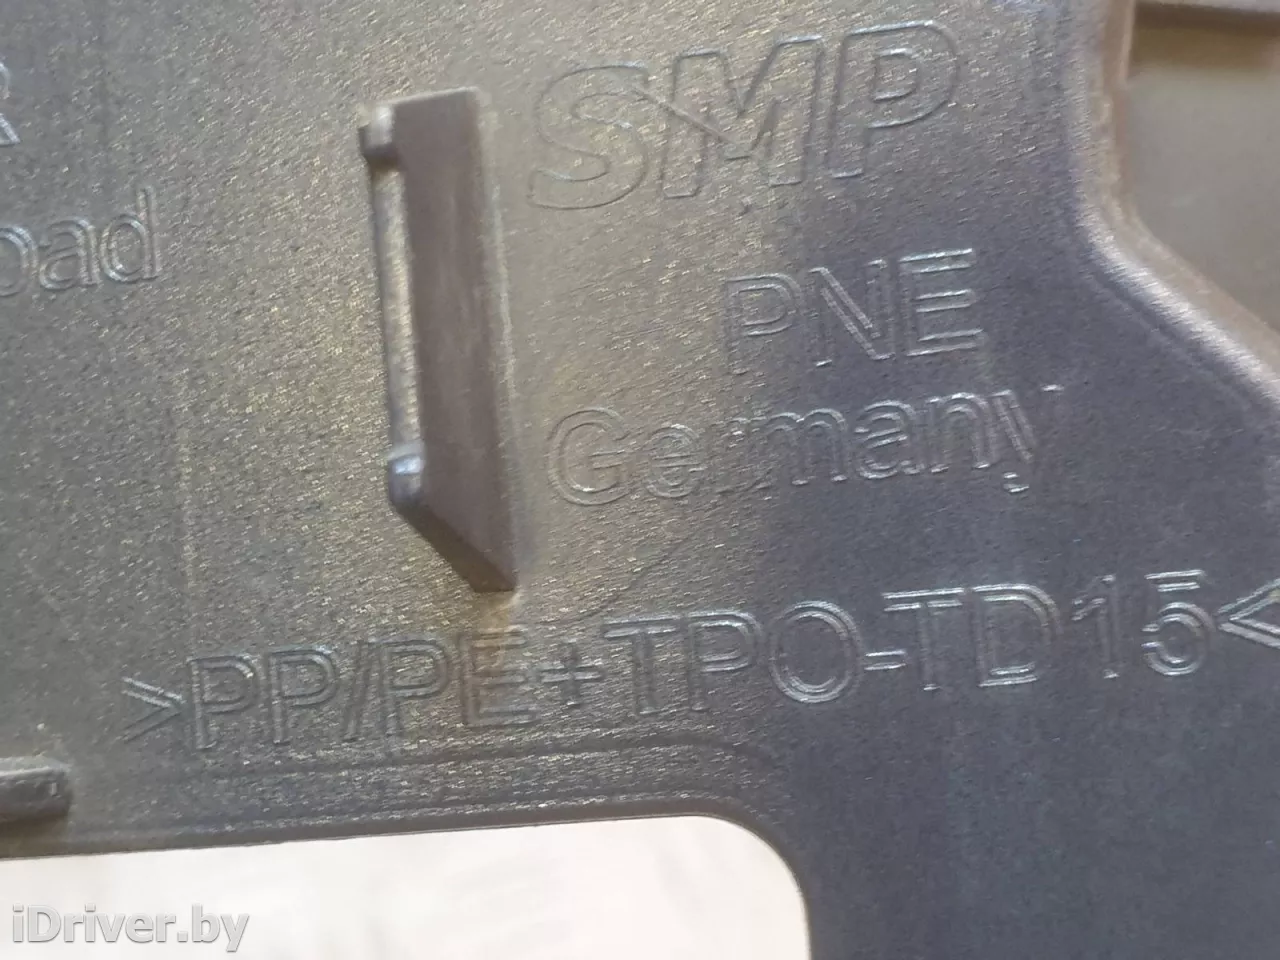 SMP
PNE
Germany
>PP/PE+TPO-TD15<
iDriver.by